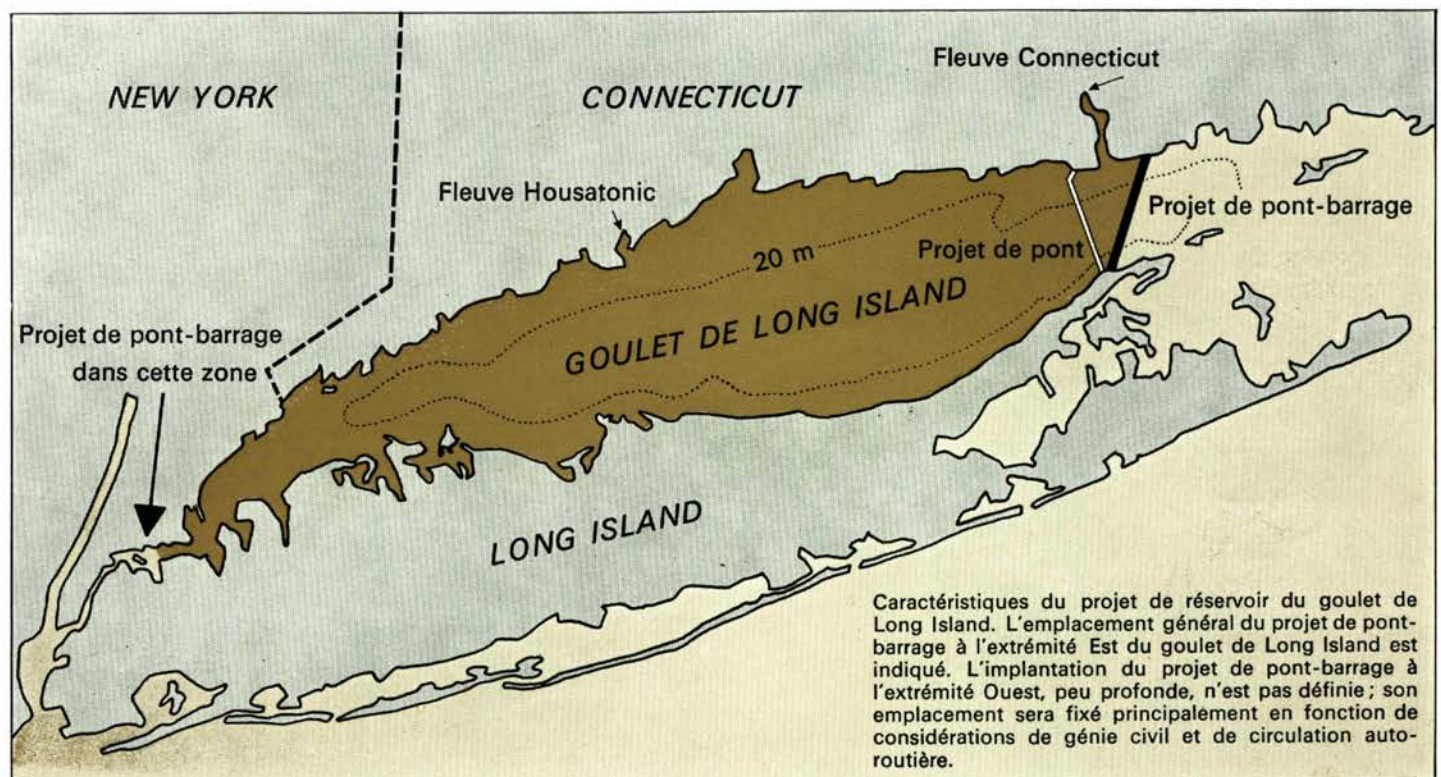 Fleuve Connecticut
NEW YORK
CONNECTICUT
Fleuve Housatonic
Projet de pont-barrage
20 m
Projet de pont
GOULET DE LONG ISLAND
Projet de pont-barrage
dans cette zone
LONG ISLAND
Caractéristiques du projet de réservoir du goulet de
Long Island. L'emplacement général du projet de pont-
barrage à l'extrémité Est du goulet de Long Island est
indiqué. L'implantation du projet de pont-barrage à
l'extrémité Ouest, peu profonde, n'est pas définie ; son
emplacement sera fixé principalement en fonction de
considérations de génie civil et de circulation auto-
routière.